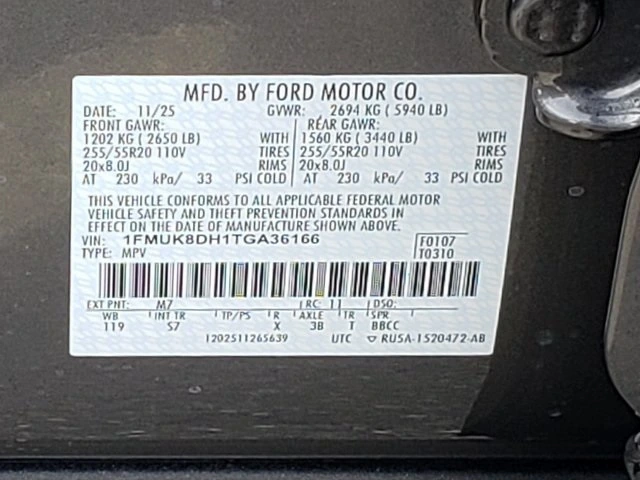 MFD. BY FORD MOTOR CO.
DATE: 11/25 GVWR: 2694 KG ( 5940 LB)
FRONT GAWR: REAR GAWR:
1202 KG ( 2650 LB) WITH 1560 KG ( 3440 LB) WITH
255/55R20 110V TIRES 255/55R20 110V TIRES
20x8.0J RIMS 20x8.0J RIMS
AT 230 kPa/ 33 PSI COLD AT 230 kPa/ 33 PSI COLD
THIS VEHICLE CONFORMS TO ALL APPLICABLE FEDERAL MOTOR
VEHICLE SAFETY AND THEFT PREVENTION STANDARDS IN
EFFECT ON THE DATE OF MANUFACTURE SHOWN ABOVE.
VIN: 1FMUK8DH1TGA36166 F0107
TYPE: MPV T0310
EXT PNT: M7 RC: 11 DSO:
WB INT TR TP/PS R AXLE TR SPR
119 S7 X 3B T BBCC
1202511265639 UTC ▽ RU5A-1520472-AB